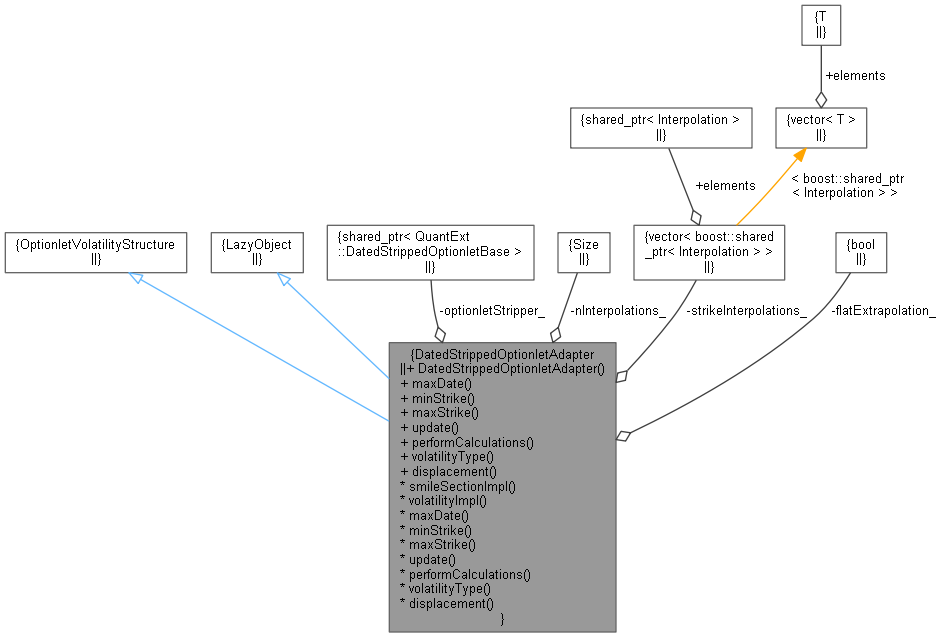 {T
||}
+elements
{shared_ptr< Interpolation >
||}
{vector< T >
||}
+elements
< boost::shared_ptr
< Interpolation > >
{OptionletVolatilityStructure
||}
{LazyObject
||}
{shared_ptr< QuantExt
::DatedStrippedOptionletBase >
||}
{Size
||}
{vector< boost::shared
_ptr< Interpolation > >
||}
{bool
||}
-optionletStripper_
-nInterpolations_
-strikeInterpolations_
-flatExtrapolation_
{DatedStrippedOptionletAdapter
||+ DatedStrippedOptionletAdapter()
+ maxDate()
+ minStrike()
+ maxStrike()
+ update()
+ performCalculations()
+ volatilityType()
+ displacement()
* smileSectionImpl()
* volatilityImpl()
* maxDate()
* minStrike()
* maxStrike()
* update()
* performCalculations()
* volatilityType()
* displacement()
}